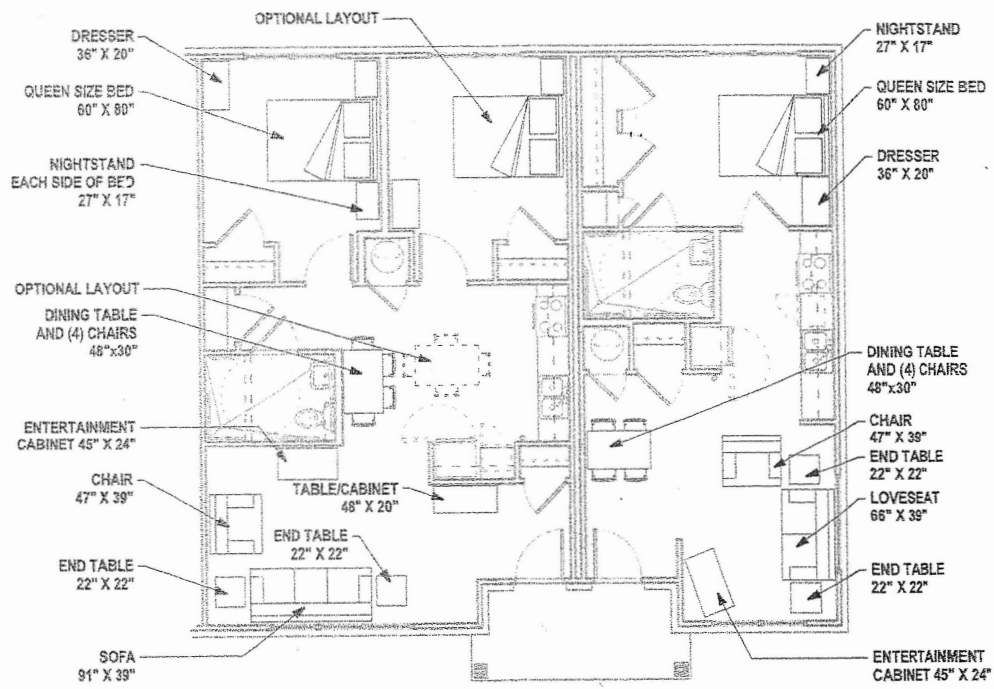 OPTIONAL LAYOUT
DRESSER
36" X 20"
QUEEN SIZE BED
60" X 80"
NIGHTSTAND
EACH SIDE OF BED
27" X 17"
OPTIONAL LAYOUT
DINING TABLE
AND (4) CHAIRS
48"x30"
ENTERTAINMENT
CABINET 45" X 24"
CHAIR
47" X 39"
TABLE/CABINET
48" X 20"
END TABLE
22" X 22"
END TABLE
22" X 22"
SOFA
91" X 39"
NIGHTSTAND
27" X 17"
QUEEN SIZE BED
60" X 80"
DRESSER
36" X 20"
DINING TABLE
AND (4) CHAIRS
48"x30"
CHAIR
47" X 39"
END TABLE
22" X 22"
LOVESEAT
66" X 39"
END TABLE
22" X 22"
ENTERTAINMENT
CABINET 45" X 24"